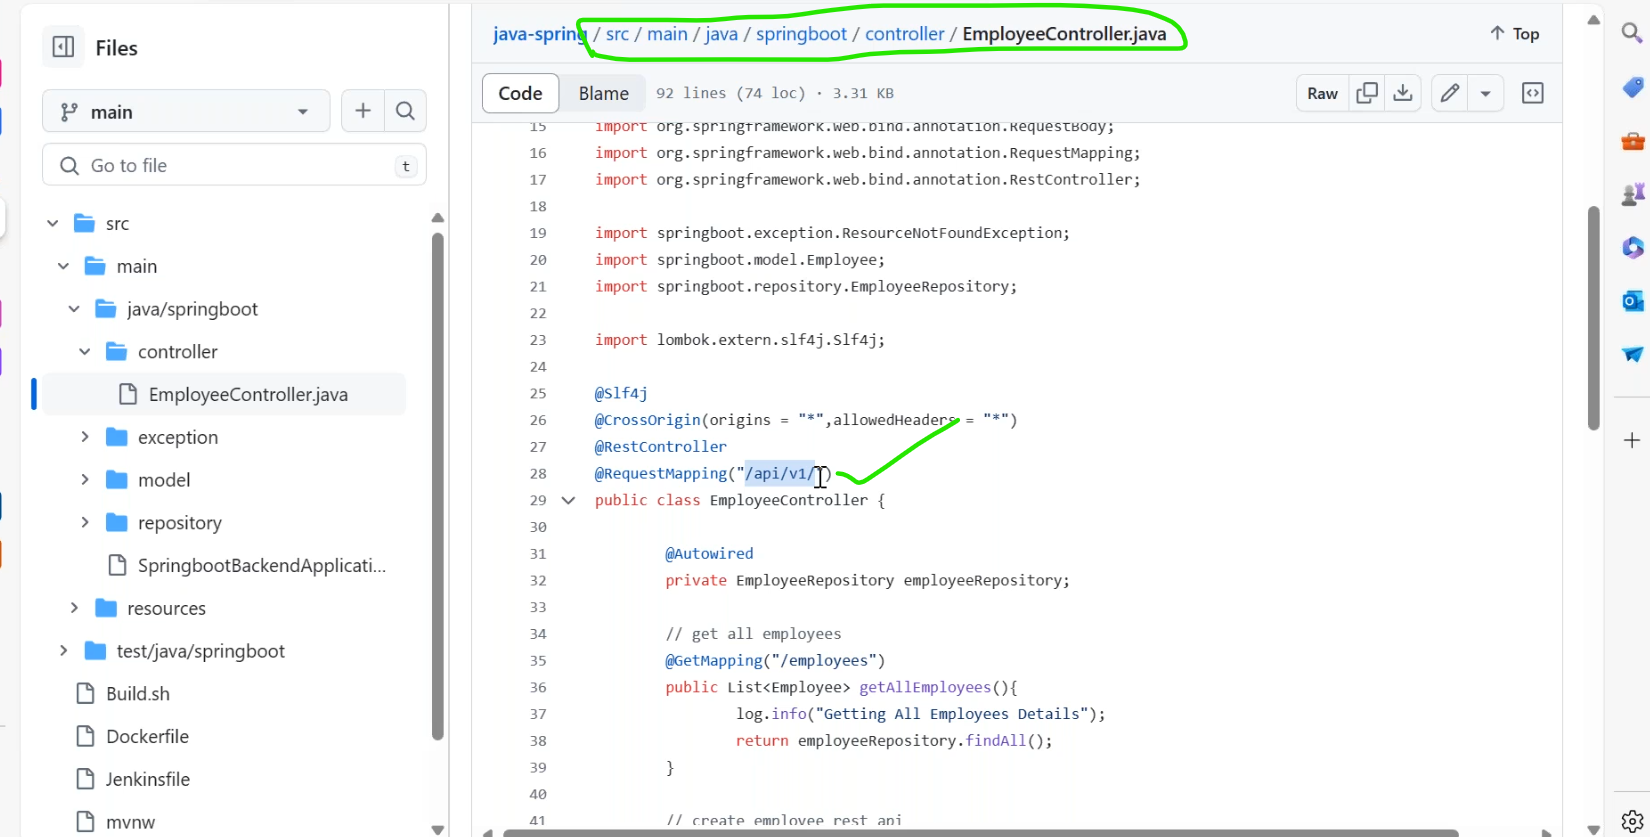 Files
main
Go to file
t
src
main
java/springboot
controller
EmployeeController.java
exception
model
repository
SpringbootBackendApplicati...
resources
test/java/springboot
Build.sh
Dockerfile
Jenkinsfile
mvnw
java-spring / src / main / java / springboot / controller / EmployeeController.java
Top
Code Blame 92 lines (74 loc) · 3.31 KB Raw
15 import org.springframework.web.bind.annotation.RequestBody;
16 import org.springframework.web.bind.annotation.RequestMapping;
17 import org.springframework.web.bind.annotation.RestController;
18
19 import springboot.exception.ResourceNotFoundException;
20 import springboot.model.Employee;
21 import springboot.repository.EmployeeRepository;
22
23 import lombok.extern.slf4j.Slf4j;
24
25 @Slf4j
26 @CrossOrigin(origins = "*",allowedHeaders = "*")
27 @RestController
28 @RequestMapping("/api/v1/")
29 public class EmployeeController {
30
31 @Autowired
32 private EmployeeRepository employeeRepository;
33
34 // get all employees
35 @GetMapping("/employees")
36 public List<Employee> getAllEmployees(){
37 log.info("Getting All Employees Details");
38 return employeeRepository.findAll();
39 }
40
41 // create employee rest api